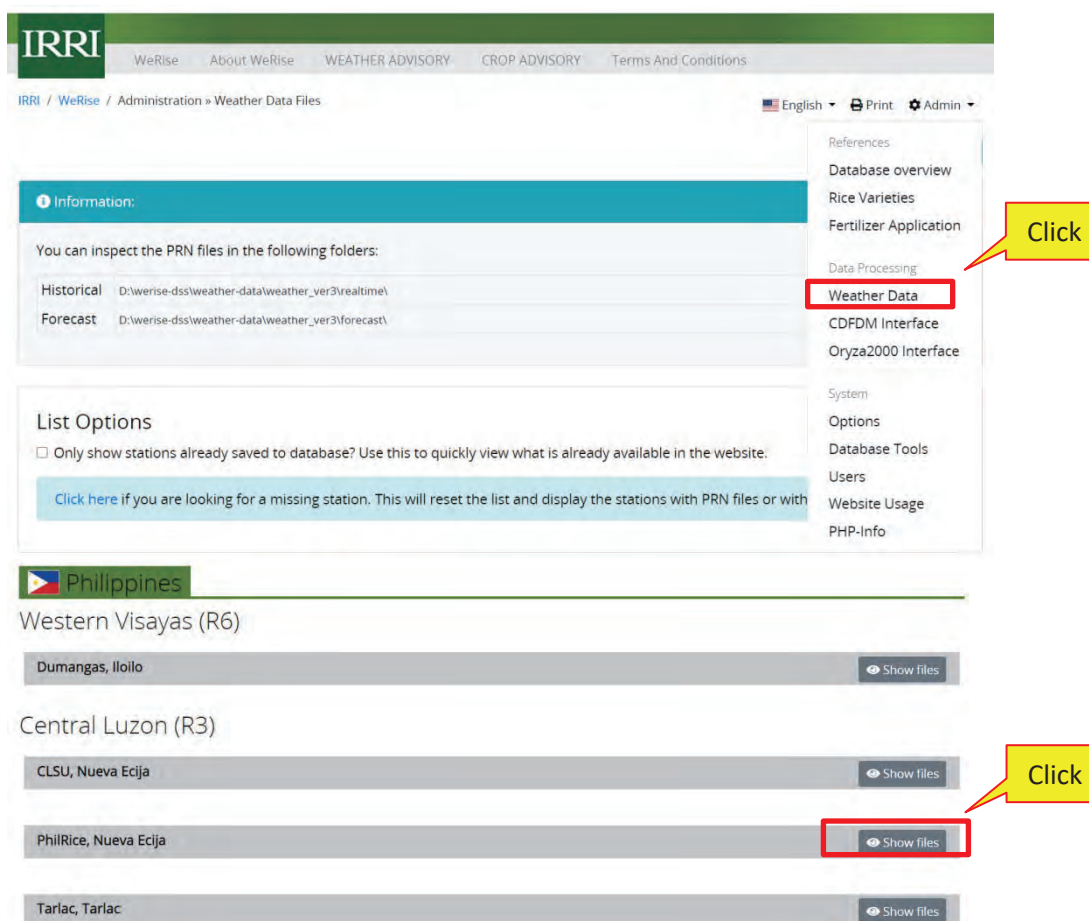 IRRI
WeRise About WeRise WEATHER ADVISORY CROP ADVISORY Terms And Conditions
IRRI / WeRise / Administration » Weather Data Files
English Print Admin
References
Database overview
Rice Varieties
Fertilizer Application
Data Processing
Weather Data
CDFDM Interface
Oryza2000 Interface
System
Options
Database Tools
Users
Website Usage
PHP-Info
Click
Information:
You can inspect the PRN files in the following folders:
Historical D:\werise-dss\weather-data\weather_ver3\realtime\
Forecast D:\werise-dss\weather-data\weather_ver3\forecast\
List Options
Only show stations already saved to database? Use this to quickly view what is already available in the website.
Click here if you are looking for a missing station. This will reset the list and display the stations with PRN files or with
Philippines
Western Visayas (R6)
Dumangas, Iloilo Show files
Central Luzon (R3)
CLSU, Nueva Ecija Show files
Click
PhilRice, Nueva Ecija Show files
Tarlac, Tarlac Show files